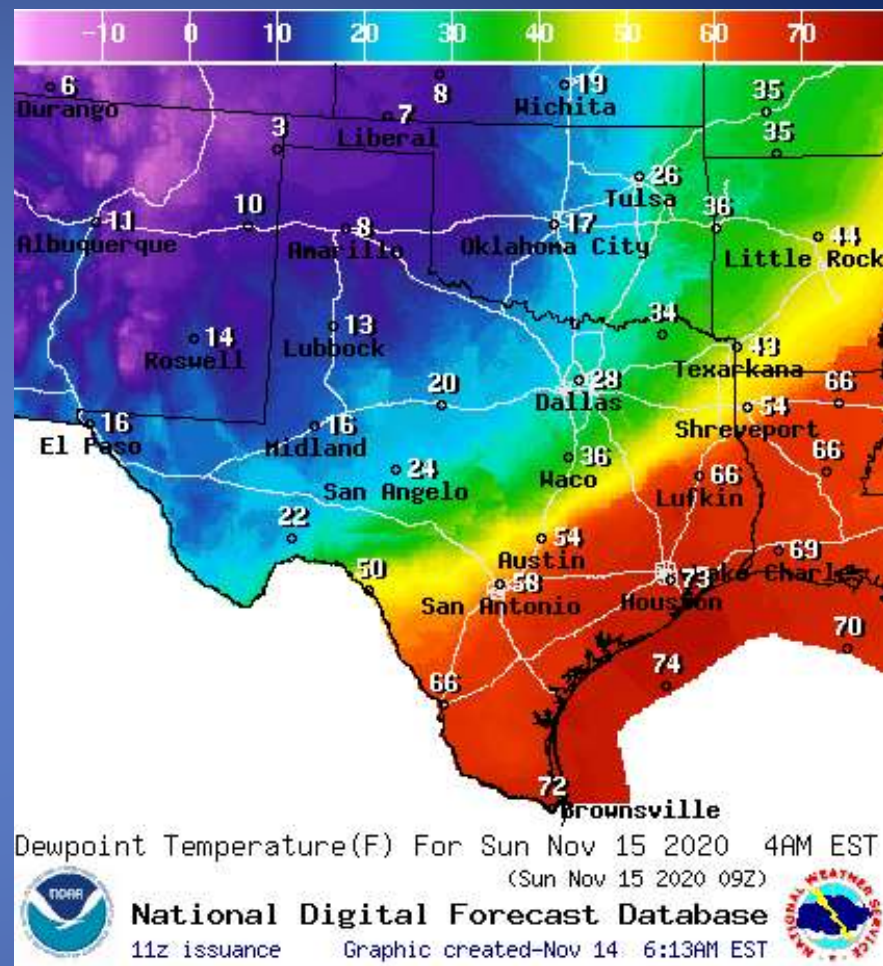 -10 0 10 20 30 40 50 60 70
6 8 19 35
Durango 7 Wichita
Liberal
3 35
26
Tulsa
11 10 8 17 36 44
Albuquerque Amarillo Oklahoma City Little Rock
14 13 34 43
Roswell Lubbock Texarkana
28
20 Dallas 54 66
16 16 Shreveport
El Paso Midland
24 36 66 66
San Angelo Waco Lufkin
22 54 69
Austin
50 58 73
San Antonio Houston
70
66 74
72
Brownsville
Dewpoint Temperature(F) For Sun Nov 15 2020 4AM EST
(Sun Nov 15 2020 09Z)
NOAA
National Digital Forecast Database
11z issuance Graphic created-Nov 14 6:13AM EST
NATIONAL WEATHER SERVICE